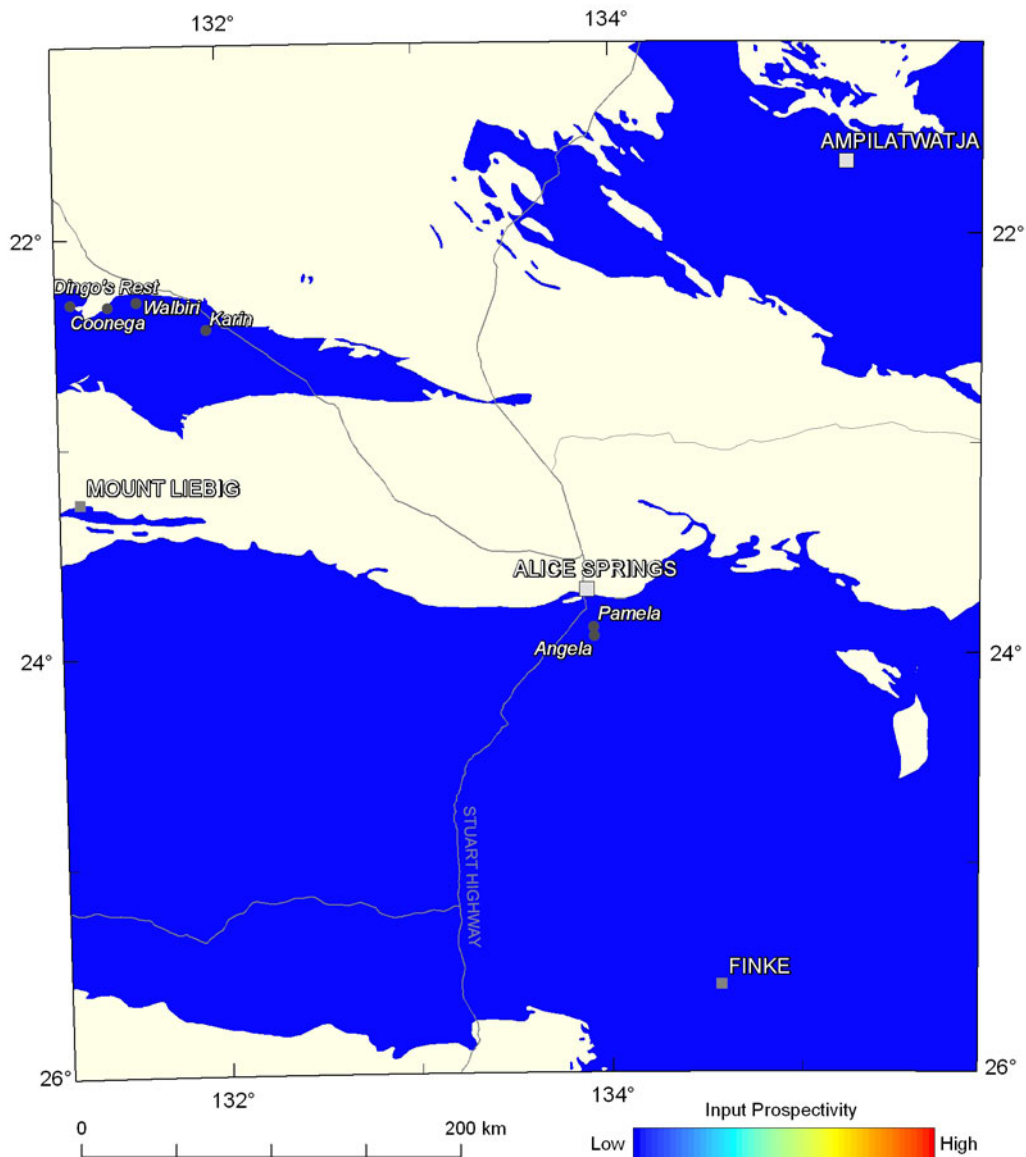 132° 134°
AMPILATWATJA
22° 22°
Dingo's Rest
Walbiri
Coonega
Karin
MOUNT LIEBIG
ALICE SPRINGS
Pamela
Angela
24° 24°
STUART HIGHWAY
FINKE
26° 26°
132° 134°
0 200 km
Input Prospectivity
Low High